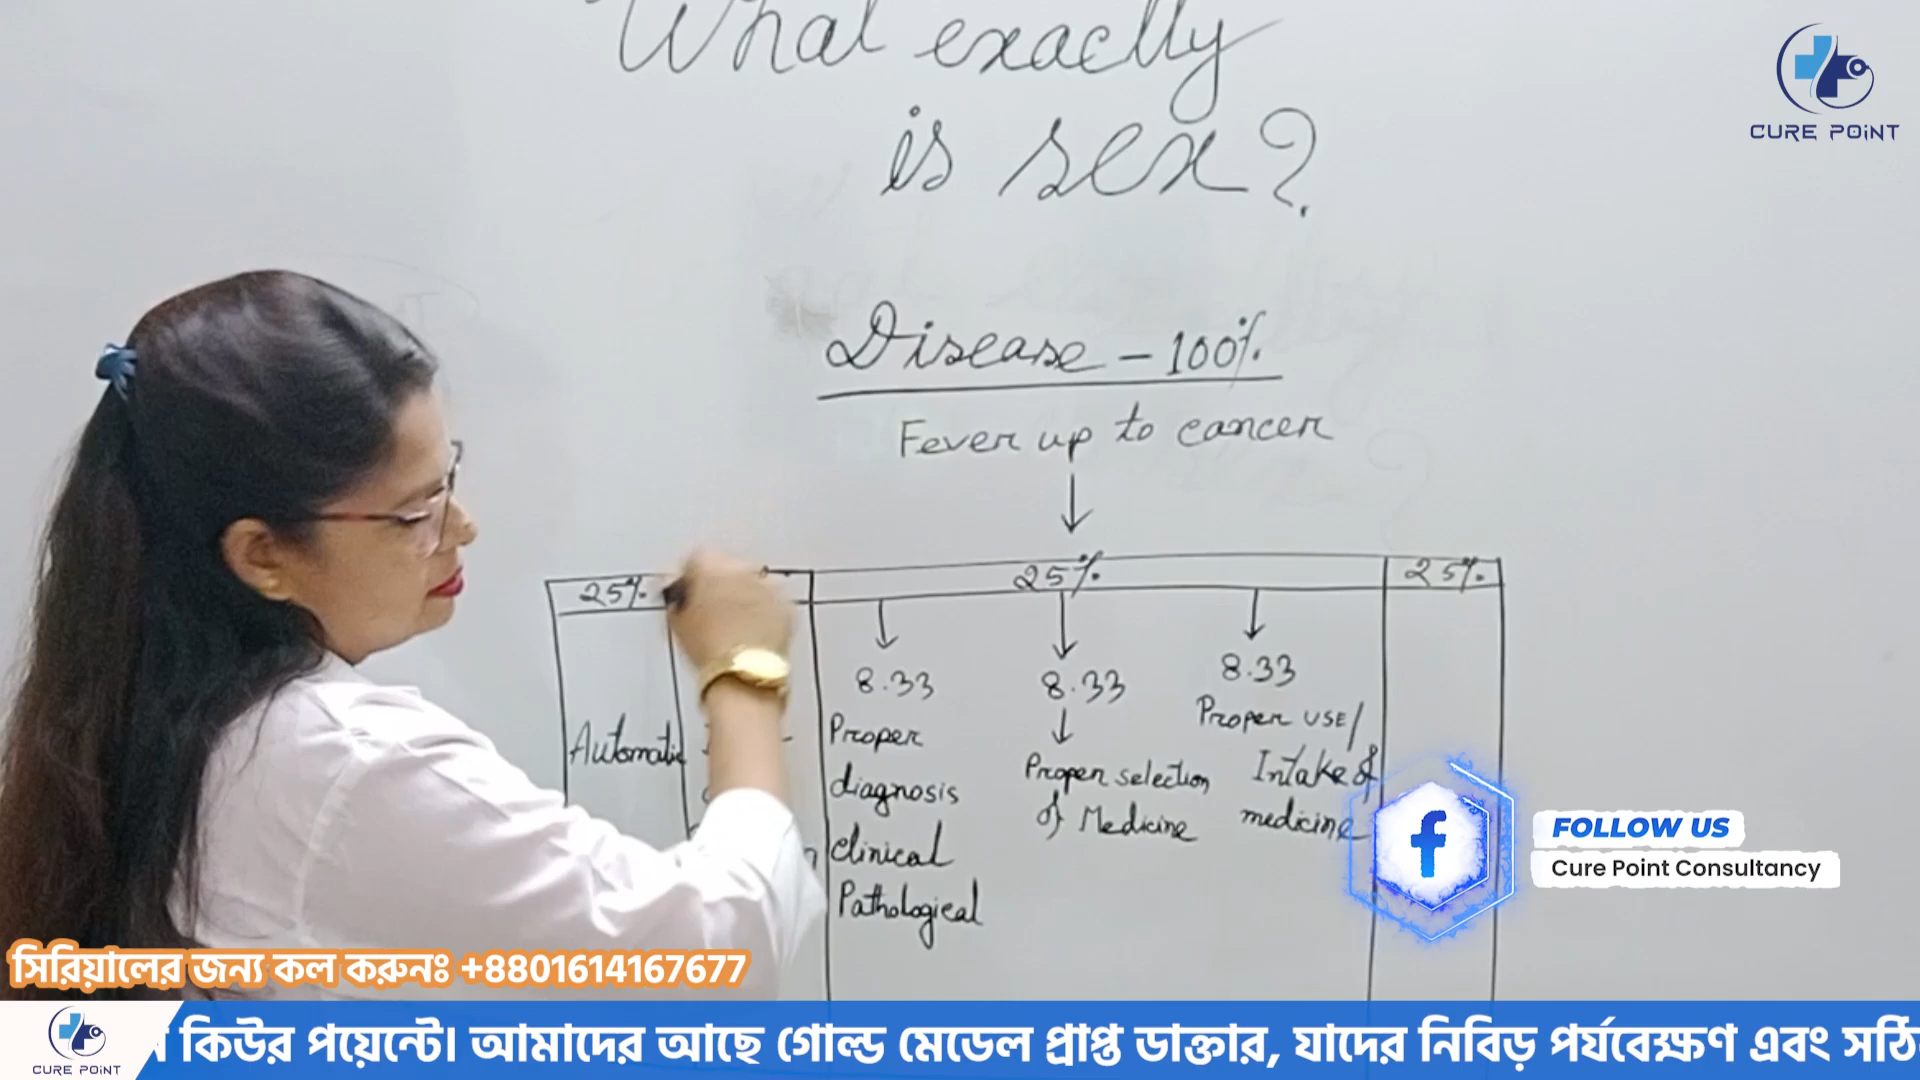 What exactly
is sex?
CURE POINT
Disease - 100%
Fever up to cancer
25%
25%
25%
8.33
8.33
8.33
Automatic
Proper
diagnosis
clinical
Pathological
Proper selection
of Medicine
Proper USE/
Intake of
medicine
FOLLOW US
Cure Point Consultancy
সিরিয়ালের জন্য কল করুনঃ +8801614167677
কিউর পয়েন্টে। আমাদের আছে গোল্ড মেডেল প্রাপ্ত ডাক্তার, যাদের নিবিড় পর্যবেক্ষণ এবং
CURE POINT